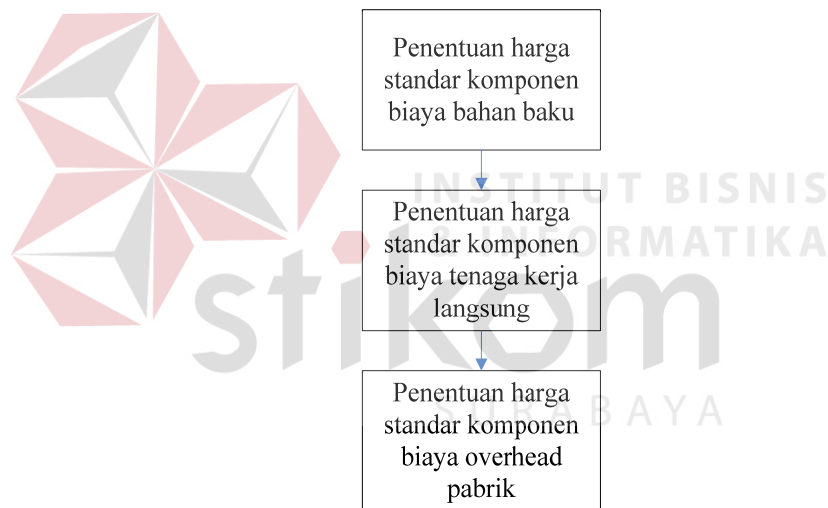 Penentuan harga
standar komponen
biaya bahan baku
INSTITUT BISNIS
& INFORMATIKA
Penentuan harga
standar komponen
biaya tenaga kerja
langsung
stikom
SURABAYA
Penentuan harga
standar komponen
biaya overhead
pabrik